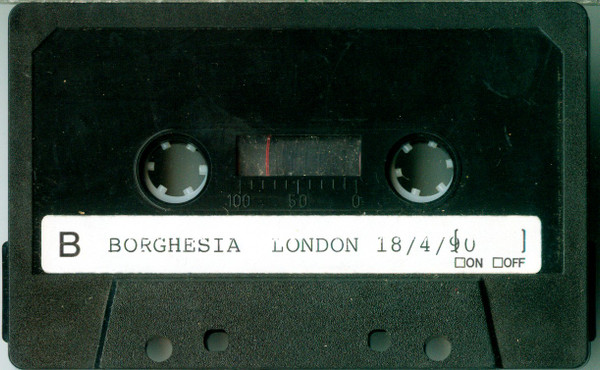 100 50 0
B BORGHESIA LONDON 18/4/90 [ ]
☐ON ☐OFF